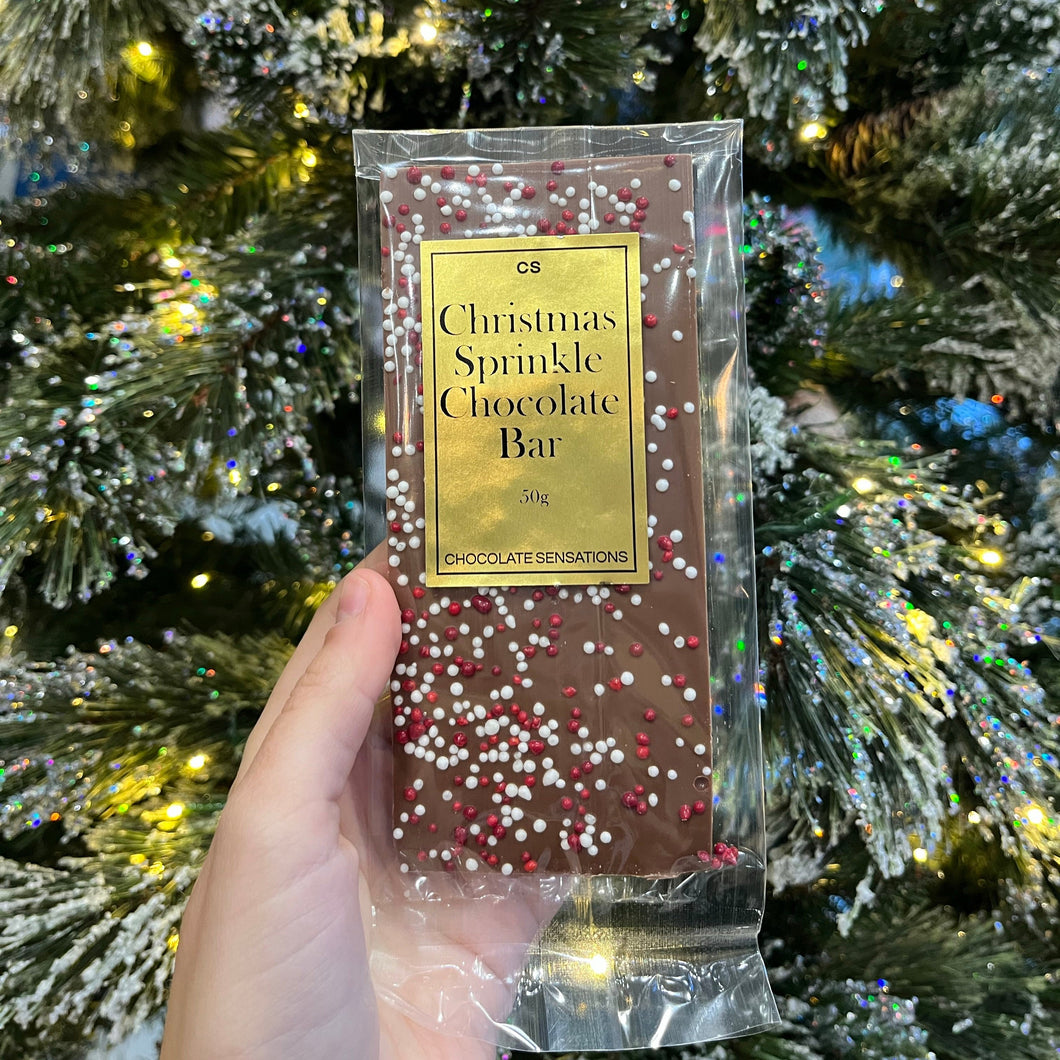 CS
Christmas
Sprinkle
Chocolate
Bar
50g
CHOCOLATE SENSATIONS